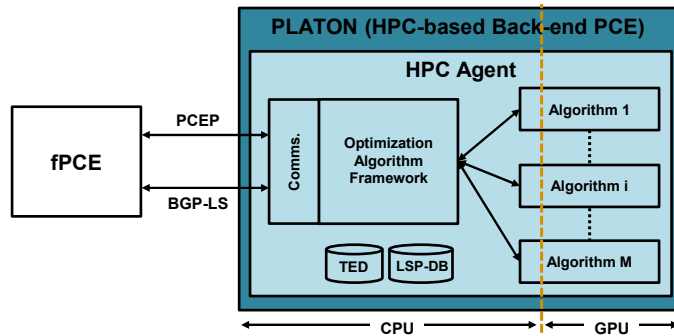 PLATON (HPC-based Back-end PCE)
HPC Agent
fPCE
PCEP
BGP-LS
Comms.
Optimization
Algorithm
Framework
Algorithm 1
Algorithm i
Algorithm M
TED
LSP-DB
CPU
GPU